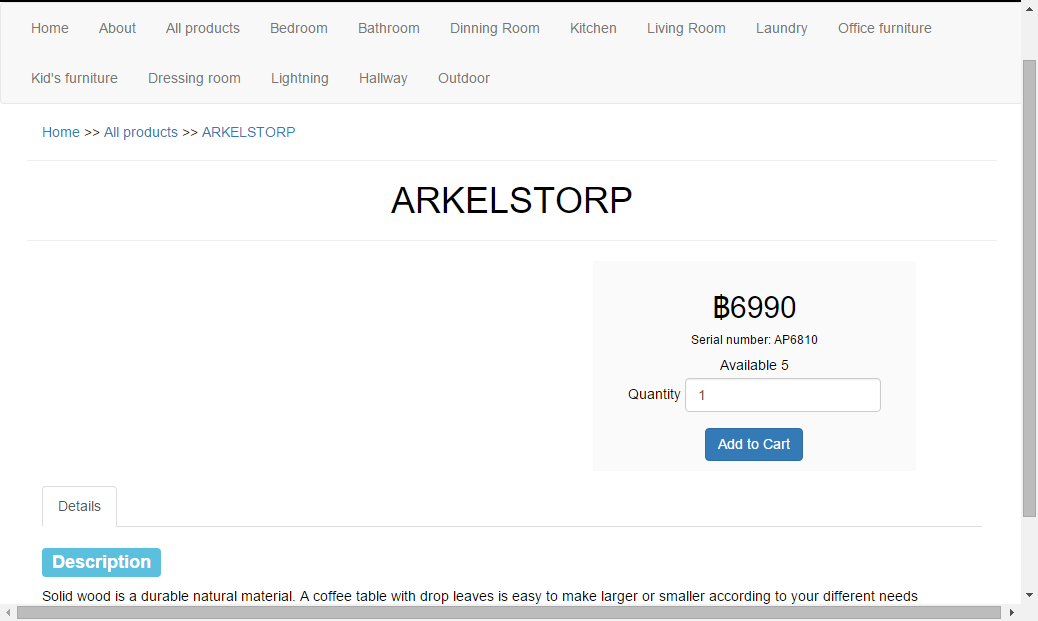 Home About All products Bedroom Bathroom Dinning Room Kitchen Living Room Laundry Office furniture
Kid's furniture Dressing room Lightning Hallway Outdoor
Home >> All products >> ARKELSTORP
ARKELSTORP
฿6990
Serial number: AP6810
Available 5
Quantity 1
Add to Cart
Details
Description
Solid wood is a durable natural material. A coffee table with drop leaves is easy to make larger or smaller according to your different needs